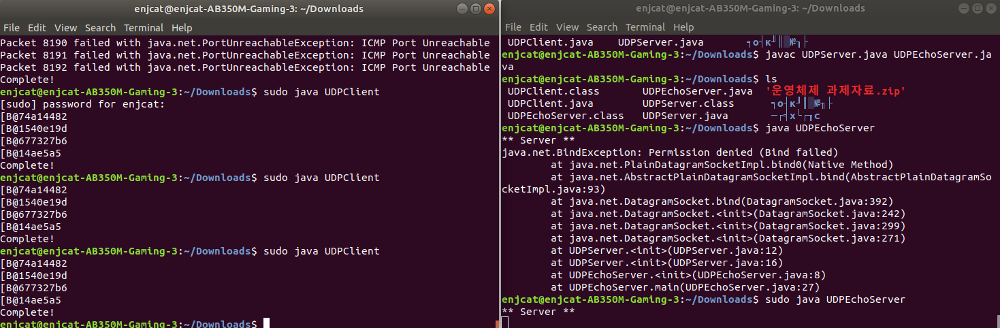 enjcat@enjcat-AB350M-Gaming-3: ~/Downloads
File Edit View Search Terminal Help
Packet 8190 failed with java.net.PortUnreachableException: ICMP Port Unreachable
Packet 8191 failed with java.net.PortUnreachableException: ICMP Port Unreachable
Packet 8192 failed with java.net.PortUnreachableException: ICMP Port Unreachable
Complete!
enjcat@enjcat-AB350M-Gaming-3:~/Downloads$ sudo java UDPClient
[sudo] password for enjcat:
[B@74a14482
[B@1540e19d
[B@677327b6
[B@14ae5a5
Complete!
enjcat@enjcat-AB350M-Gaming-3:~/Downloads$ sudo java UDPClient
[B@74a14482
[B@1540e19d
[B@677327b6
[B@14ae5a5
Complete!
enjcat@enjcat-AB350M-Gaming-3:~/Downloads$ sudo java UDPClient
[B@74a14482
[B@1540e19d
[B@677327b6
[B@14ae5a5
Complete!
enjcat@enjcat-AB350M-Gaming-3:~/Downloads$
enjcat@enjcat-AB350M-Gaming-3: ~/Downloads
File Edit View Search Terminal Help
UDPClient.java UDPServer.java
enjcat@enjcat-AB350M-Gaming-3:~/Downloads$ javac UDPServer.java UDPEchoServer.ja
va
enjcat@enjcat-AB350M-Gaming-3:~/Downloads$ ls
UDPClient.class UDPEchoServer.java '운영체제 과제자료.zip'
UDPClient.java UDPServer.class
UDPEchoServer.class UDPServer.java
enjcat@enjcat-AB350M-Gaming-3:~/Downloads$ java UDPEchoServer
** Server **
java.net.BindException: Permission denied (Bind failed)
at java.net.PlainDatagramSocketImpl.bind0(Native Method)
at java.net.AbstractPlainDatagramSocketImpl.bind(AbstractPlainDatagramSo
cketImpl.java:93)
at java.net.DatagramSocket.bind(DatagramSocket.java:392)
at java.net.DatagramSocket.<init>(DatagramSocket.java:242)
at java.net.DatagramSocket.<init>(DatagramSocket.java:299)
at java.net.DatagramSocket.<init>(DatagramSocket.java:271)
at UDPServer.<init>(UDPServer.java:12)
at UDPServer.<init>(UDPServer.java:16)
at UDPEchoServer.<init>(UDPEchoServer.java:8)
at UDPEchoServer.main(UDPEchoServer.java:27)
enjcat@enjcat-AB350M-Gaming-3:~/Downloads$ sudo java UDPEchoServer
** Server **